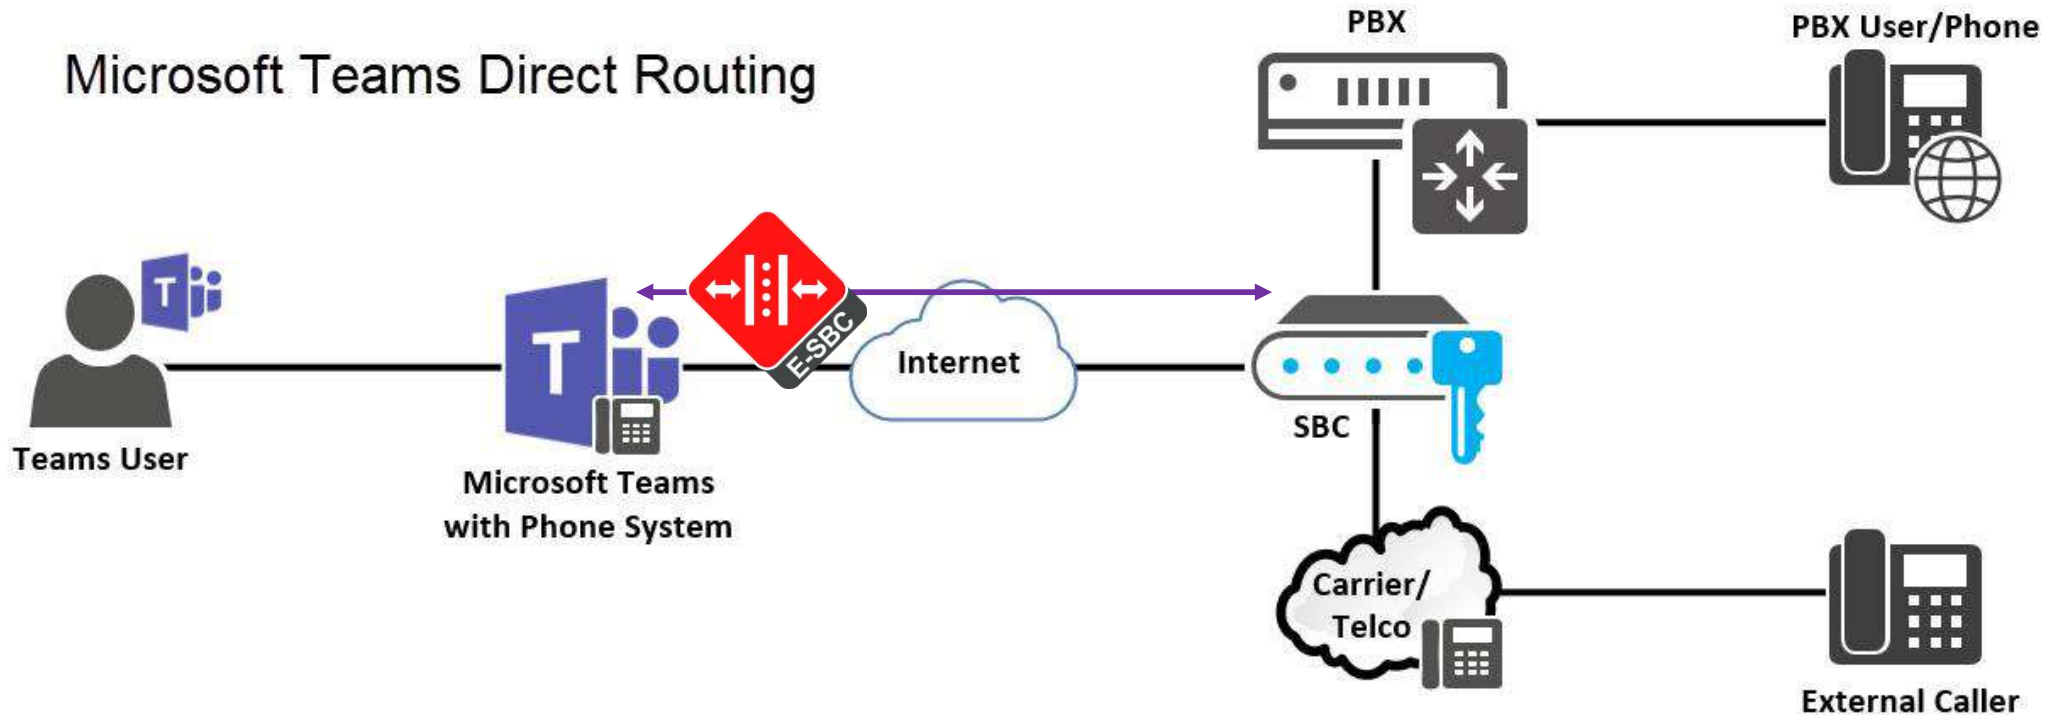 Microsoft Teams Direct Routing
PBX
PBX User/Phone
T
Teams User
T
Microsoft Teams
with Phone System
E-SBC
Internet
SBC
Carrier/
Telco
External Caller